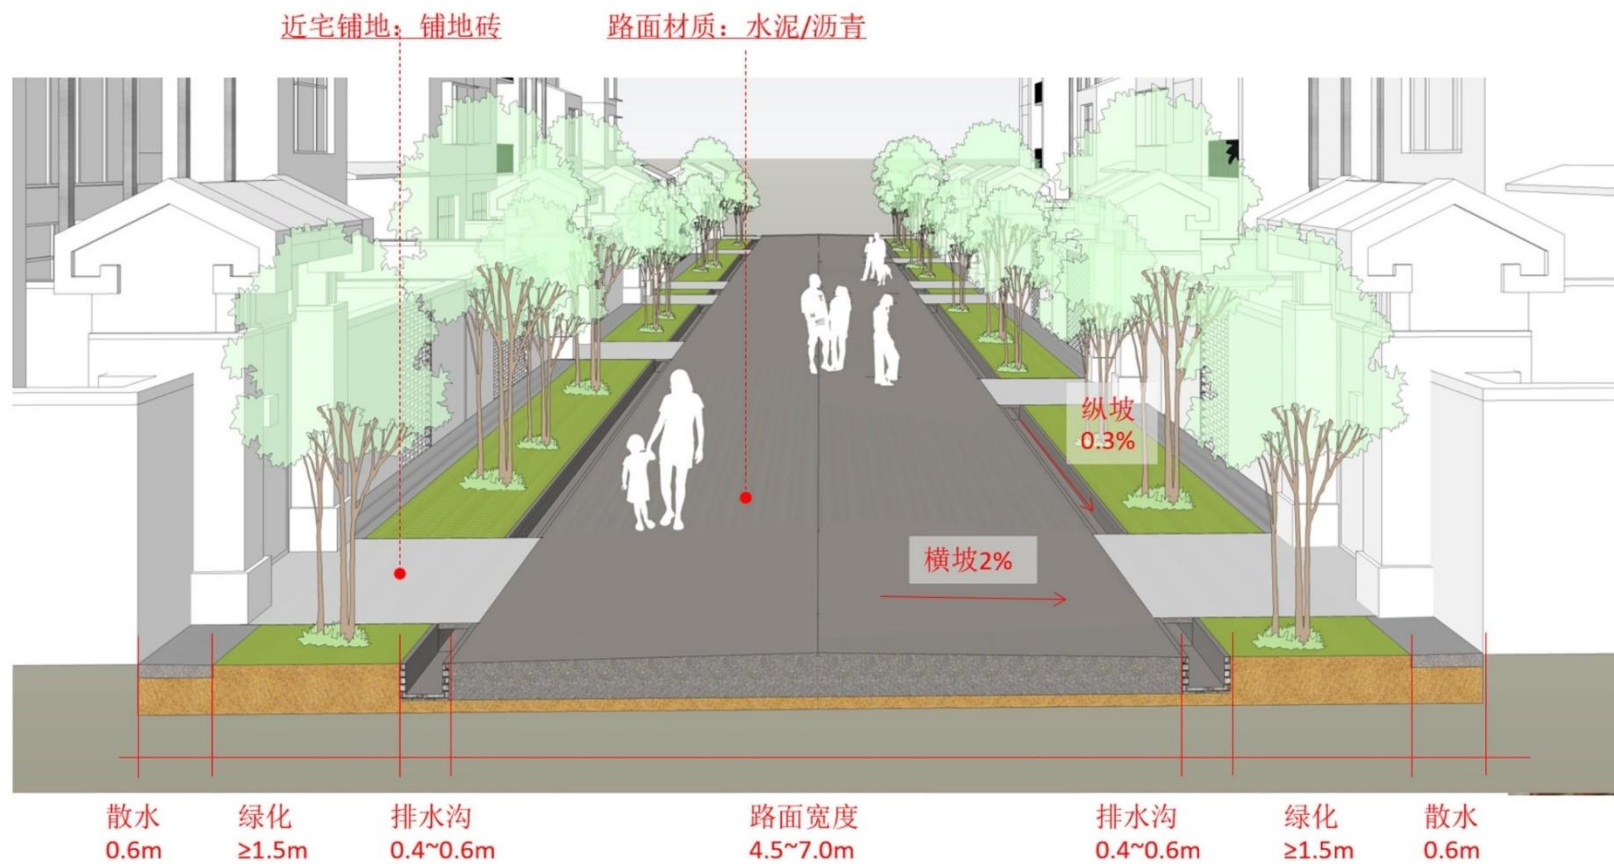 近宅铺地：铺地砖
路面材质：水泥/沥青
纵坡
0.3%
横坡2%
散水
0.6m
绿化
≥1.5m
排水沟
0.4~0.6m
路面宽度
4.5~7.0m
排水沟
0.4~0.6m
绿化
≥1.5m
散水
0.6m